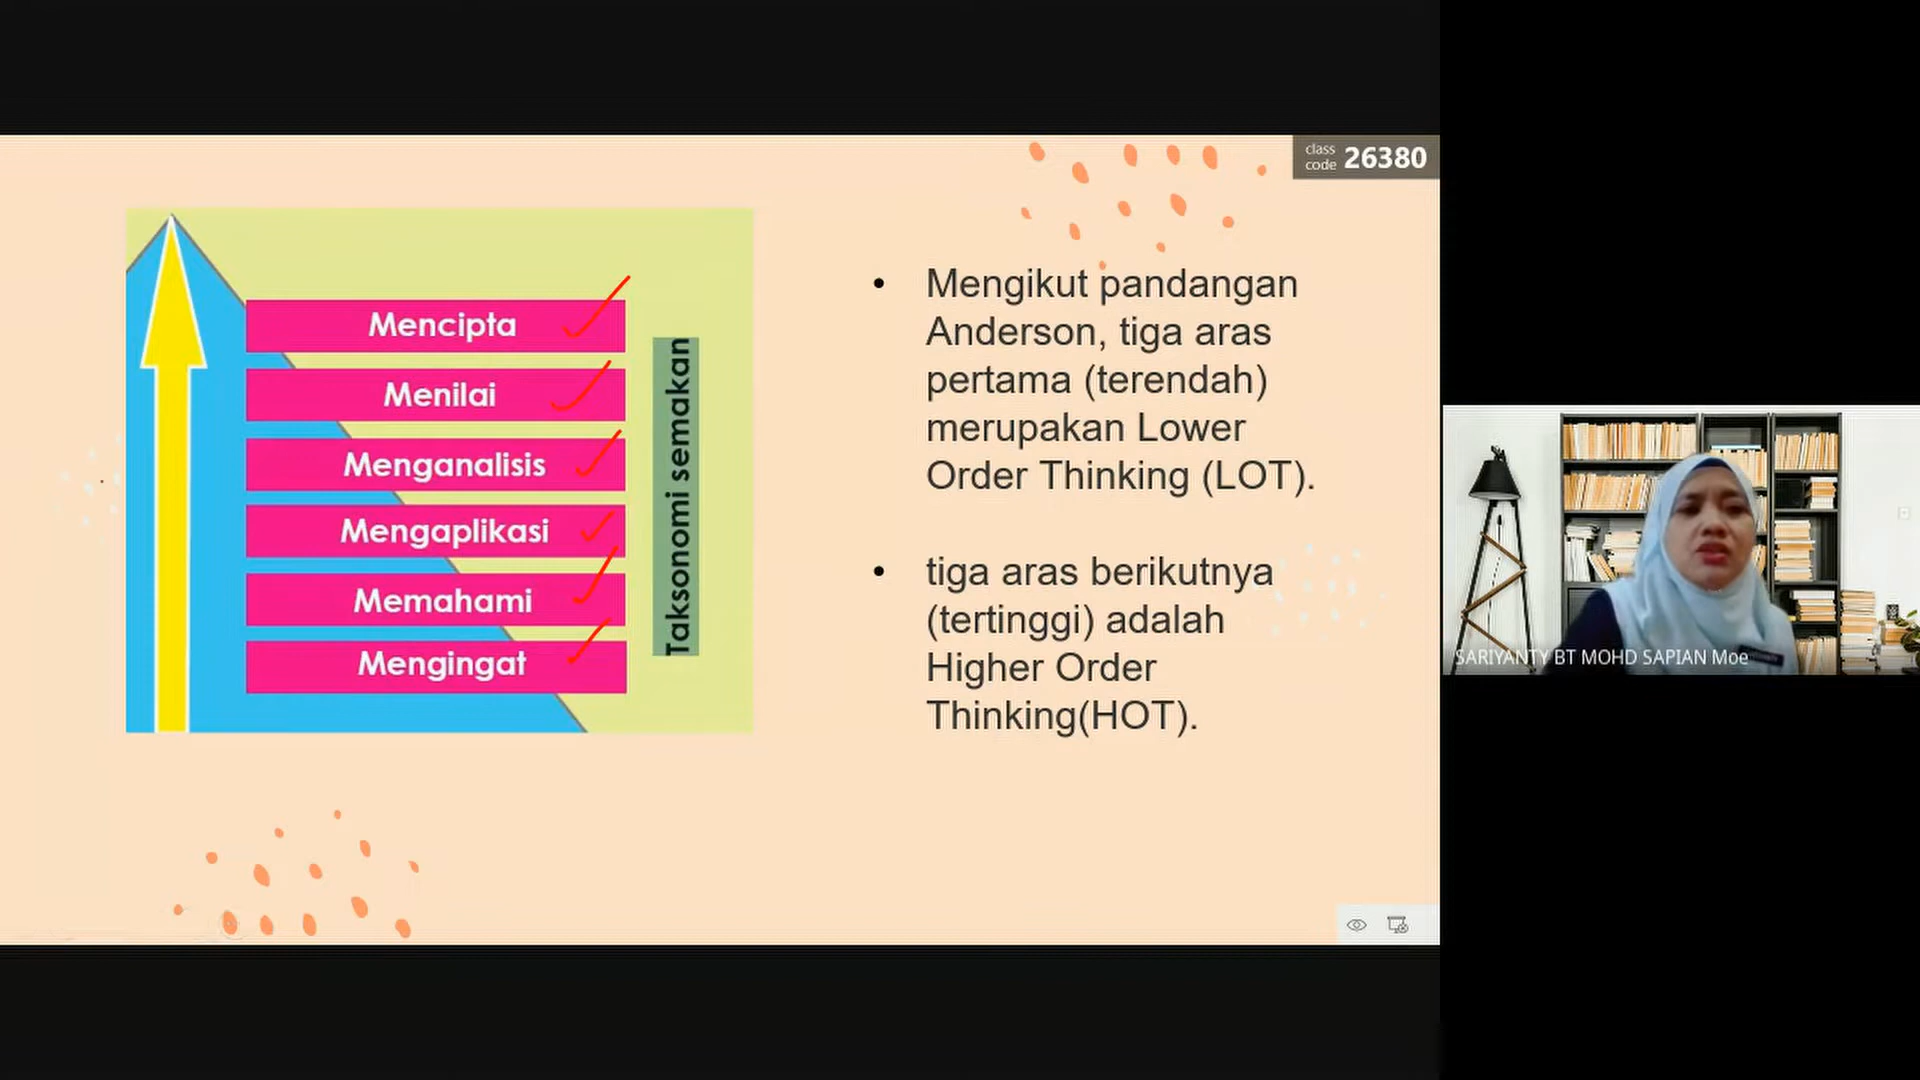 class
code 26380
Mencipta
Menilai
Menganalisis
Mengaplikasi
Memahami
Mengingat
Taksonomi semakan
• Mengikut pandangan
Anderson, tiga aras
pertama (terendah)
merupakan Lower
Order Thinking (LOT).
• tiga aras berikutnya
(tertinggi) adalah
Higher Order
Thinking(HOT).
SARIYANTY BT MOHD SAPIAN Moe